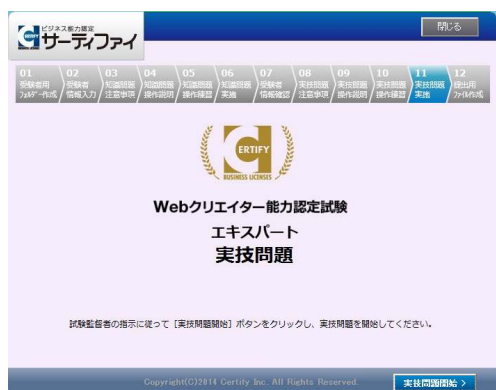 ビジネス能力認定
サーティファイ
閉じる
01 受験者用 フォルダー作成
02 受験者 情報入力
03 知識問題 注意事項
04 知識問題 操作説明
05 知識問題 操作練習
06 知識問題 実施
07 受験者 情報確認
08 実技問題 注意事項
09 実技問題 操作説明
10 実技問題 操作練習
11 実技問題 実施
12 提出用 ファイル作成
CERTIFY
BUSINESS LICENSES
Webクリエイター能力認定試験
エキスパート
実技問題
試験監督者の指示に従って [実技問題開始] ボタンをクリックし、実技問題を開始してください。
Copyright(C)2014 Certify Inc. All Rights Reserved.
実技問題開始 >